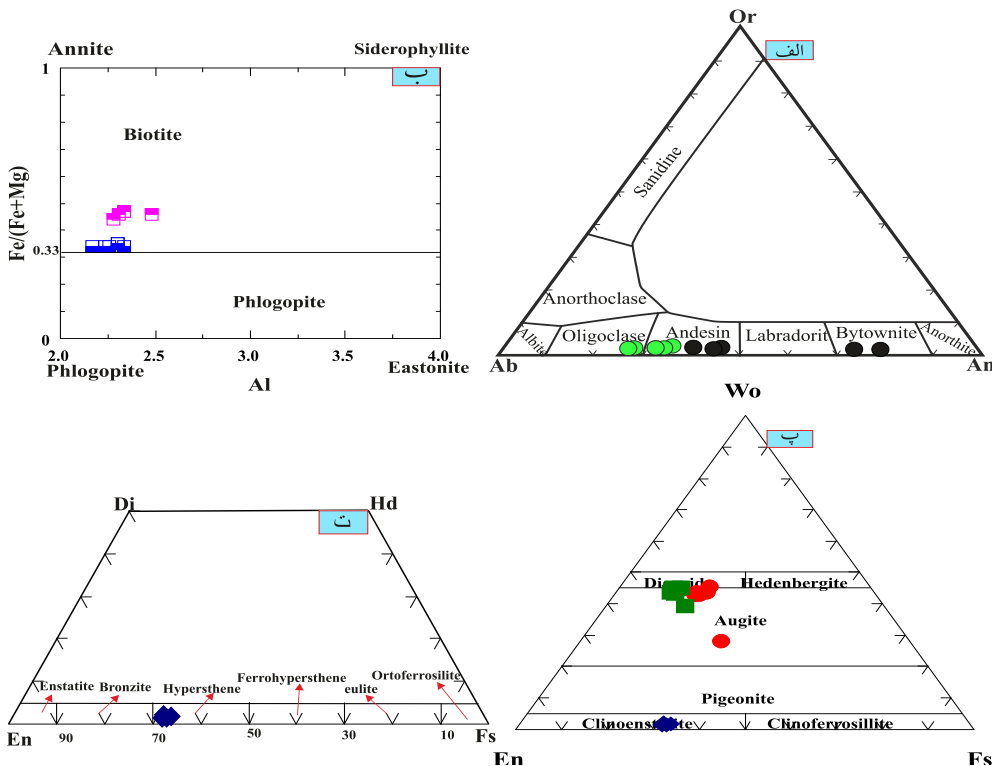 Annite
Siderophyllite
1
ب
Biotite
Fe/(Fe+Mg)
0.33
Phlogopite
0
2.0 2.5 3.0 3.5 4.0
Phlogopite
Al
Eastonite
Or
الف
Sanidine
Anorthoclase
Albite
Oligoclase
Andesin
Labradorit
Bytownite
Anorthite
Ab
An
Di
Hd
ت
Enstatite
Bronzite
Hypersthene
Ferrohypersthene
eulite
Ortoferrosilite
En 90 70 50 30 10 Fs
Wo
پ
Hedenbergite
Augite
Pigeonite
Clinoferrosillite
En
Fs